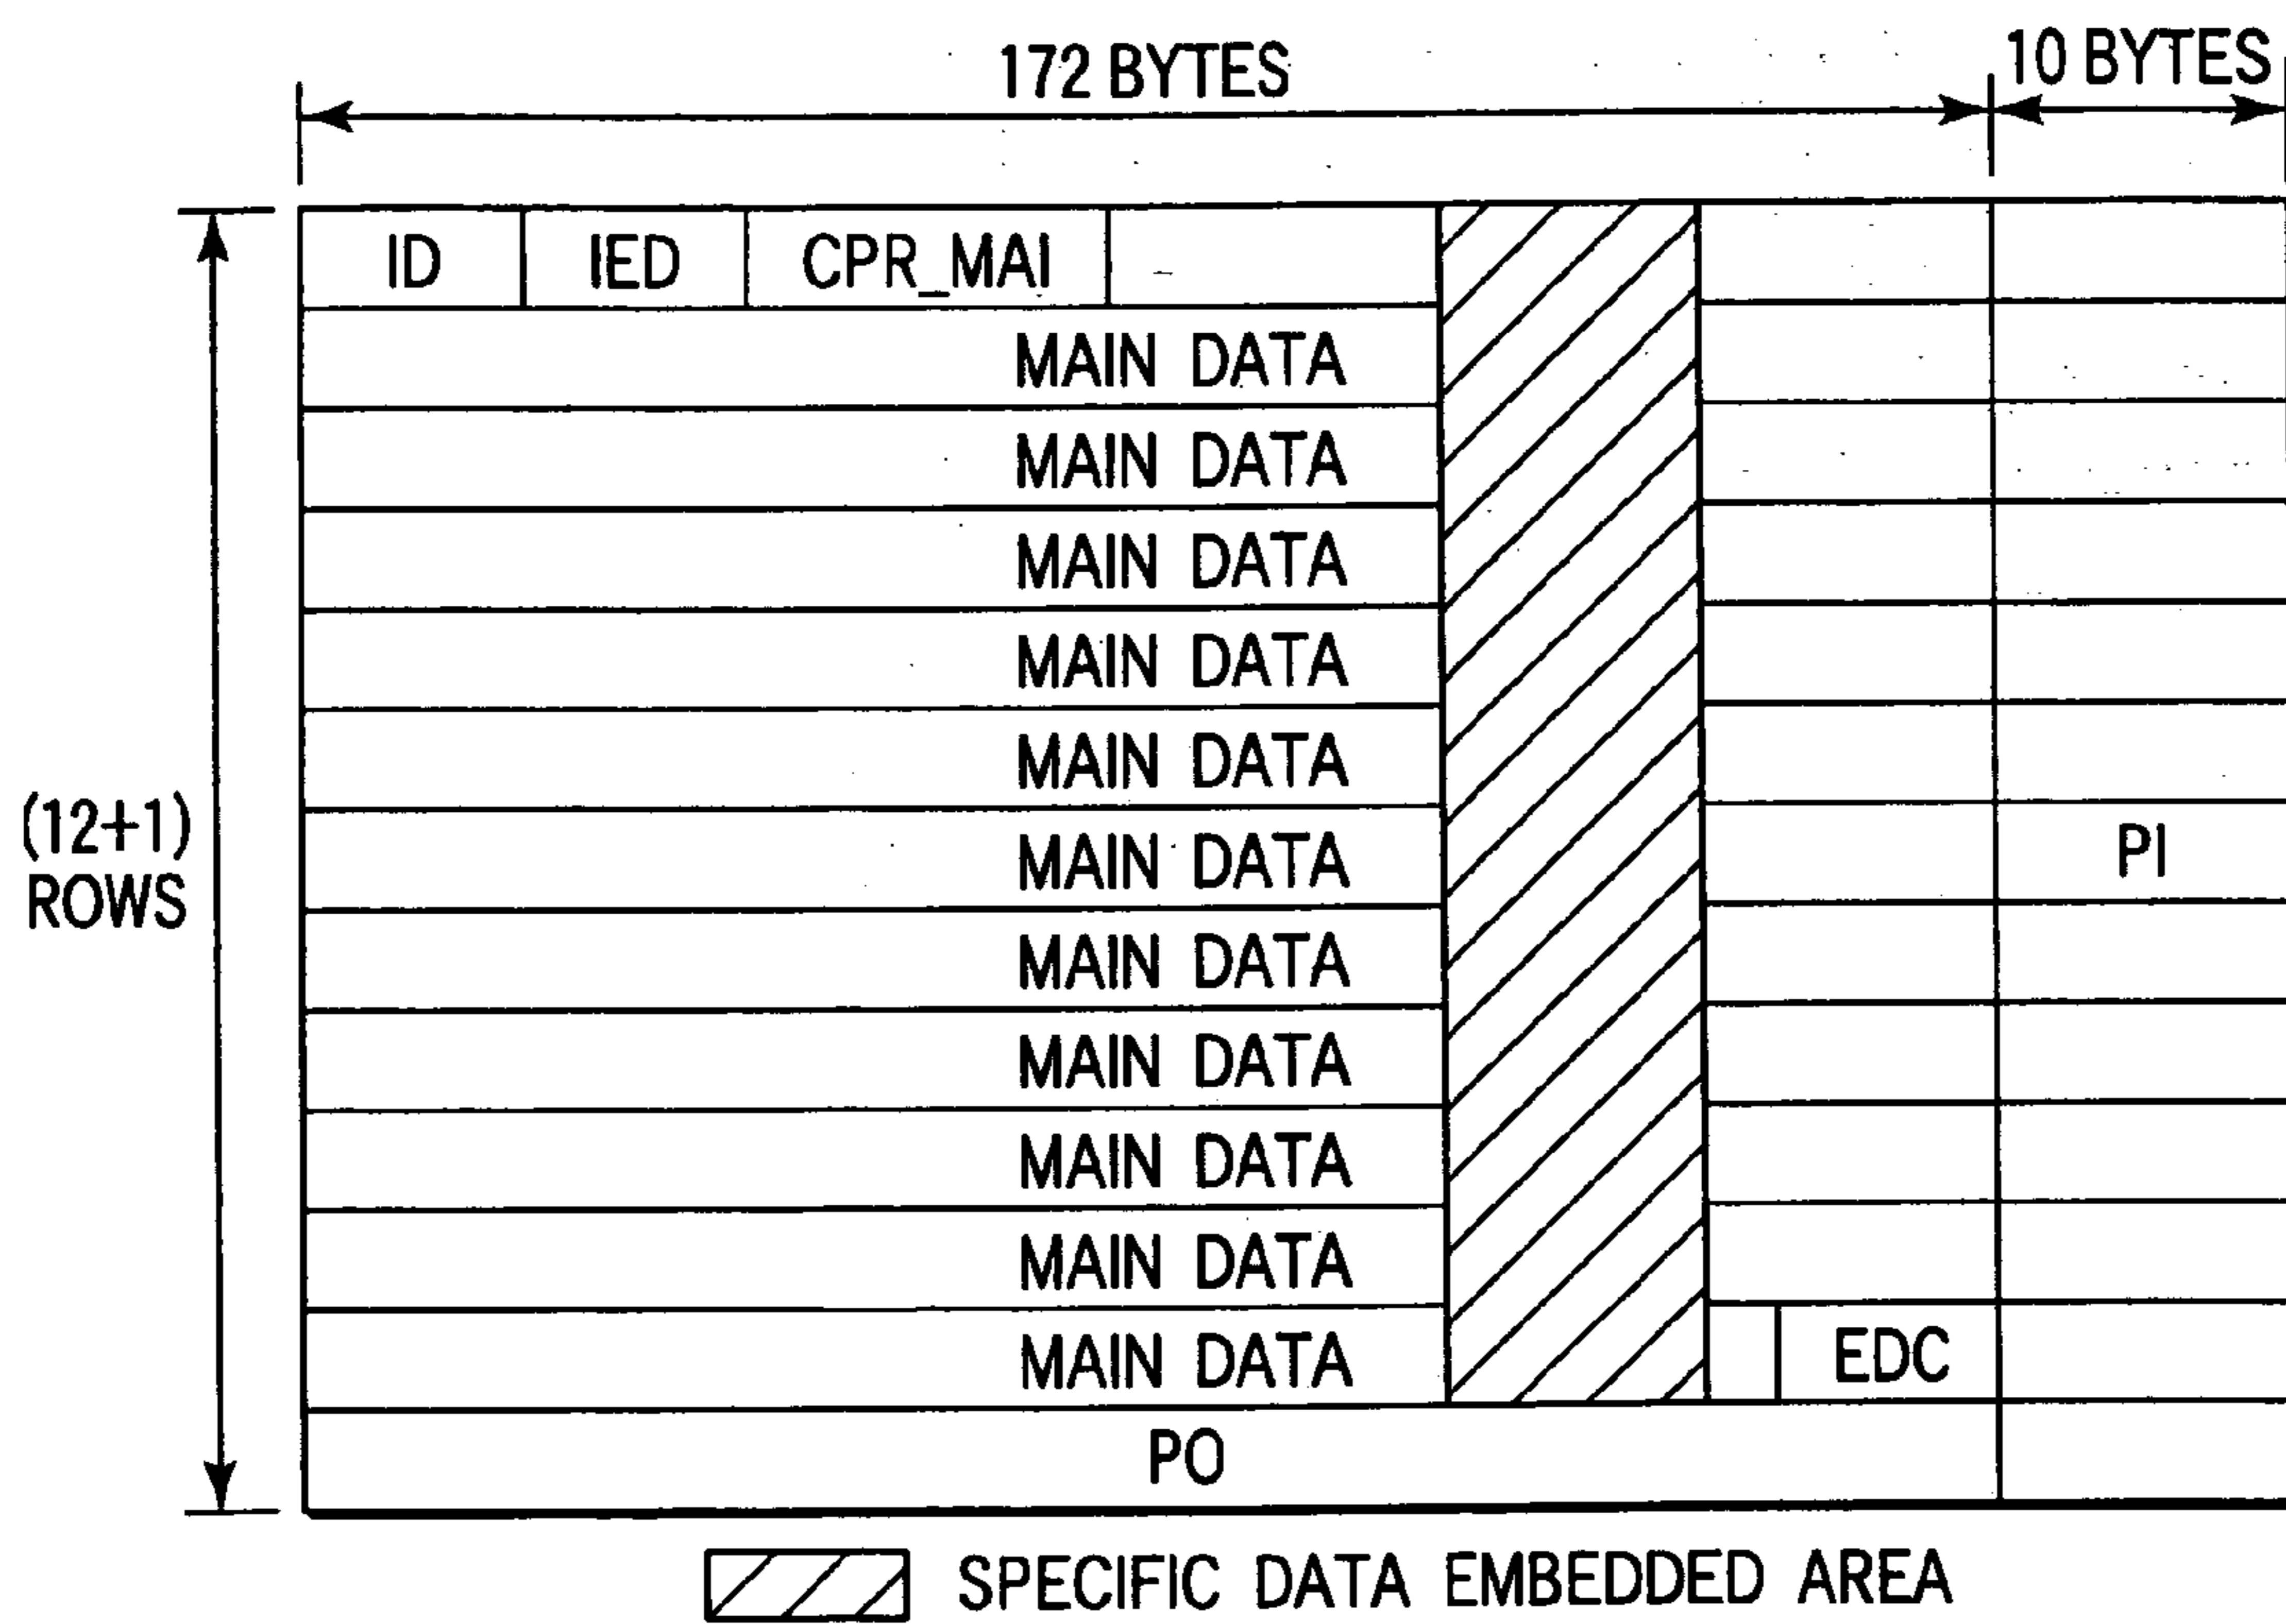 172 BYTES 10 BYTES
ID IED CPR_MAI
MAIN DATA
MAIN DATA
MAIN DATA
MAIN DATA
MAIN DATA
(12+1)
ROWS
MAIN DATA PI
MAIN DATA
MAIN DATA
MAIN DATA
MAIN DATA
MAIN DATA EDC
PO
SPECIFIC DATA EMBEDDED AREA